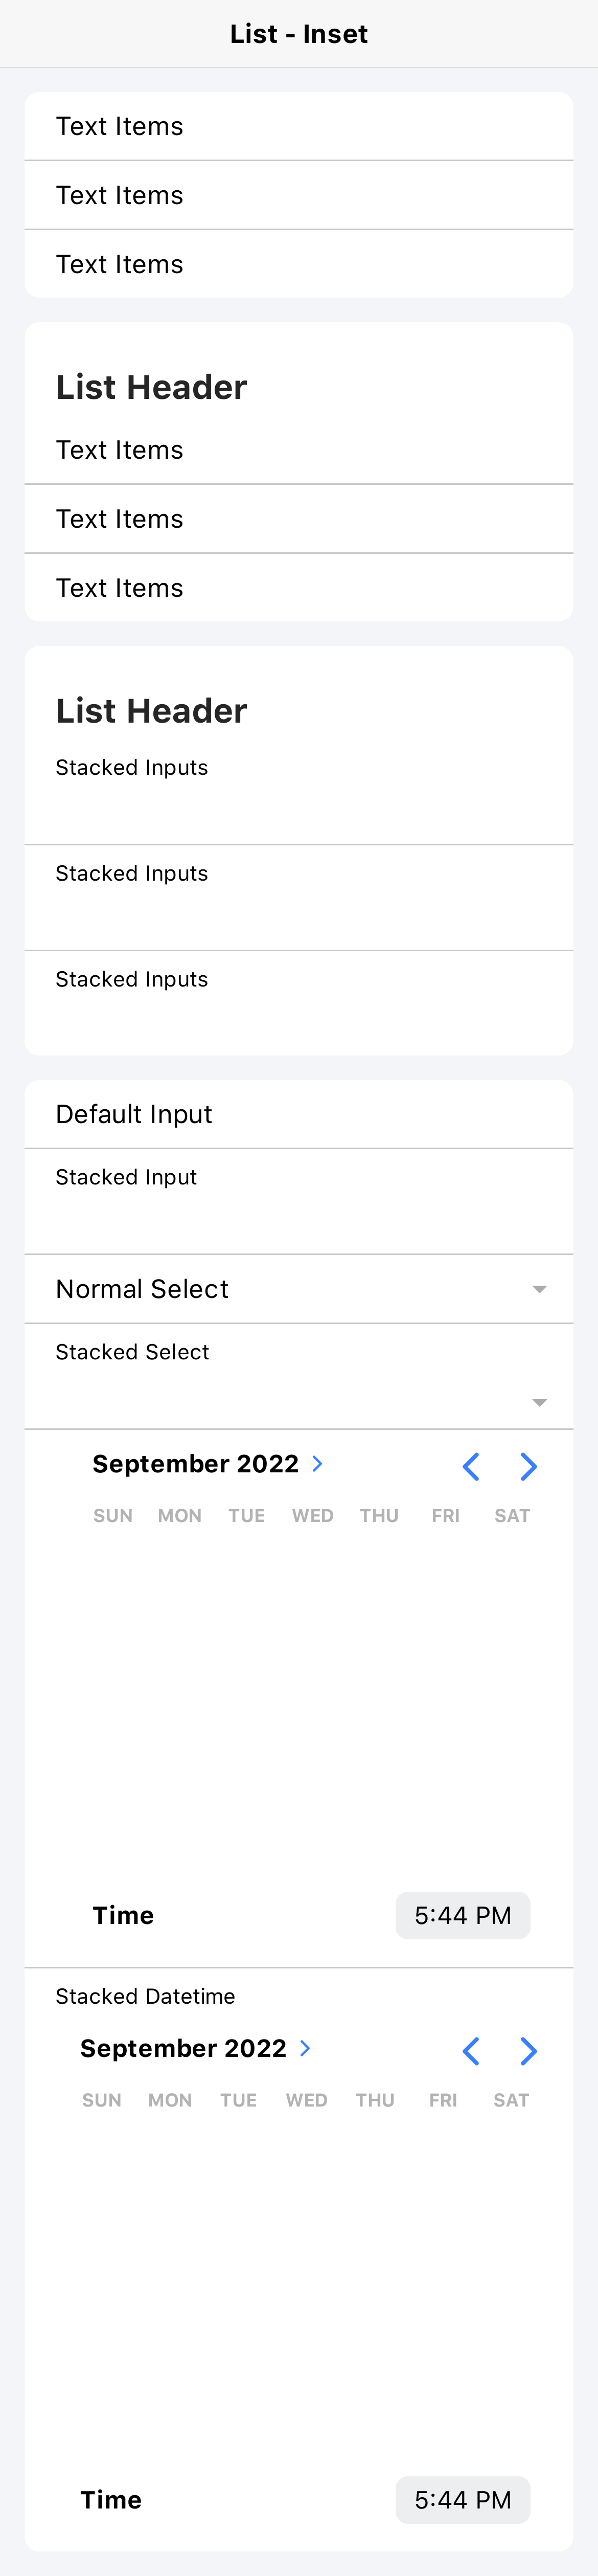 List - Inset
Text Items
Text Items
Text Items
List Header
Text Items
Text Items
Text Items
List Header
Stacked Inputs
Stacked Inputs
Stacked Inputs
Default Input
Stacked Input
Normal Select
Stacked Select
September 2022
SUN MON TUE WED THU FRI SAT
Time 5:44 PM
Stacked Datetime
September 2022
SUN MON TUE WED THU FRI SAT
Time 5:44 PM